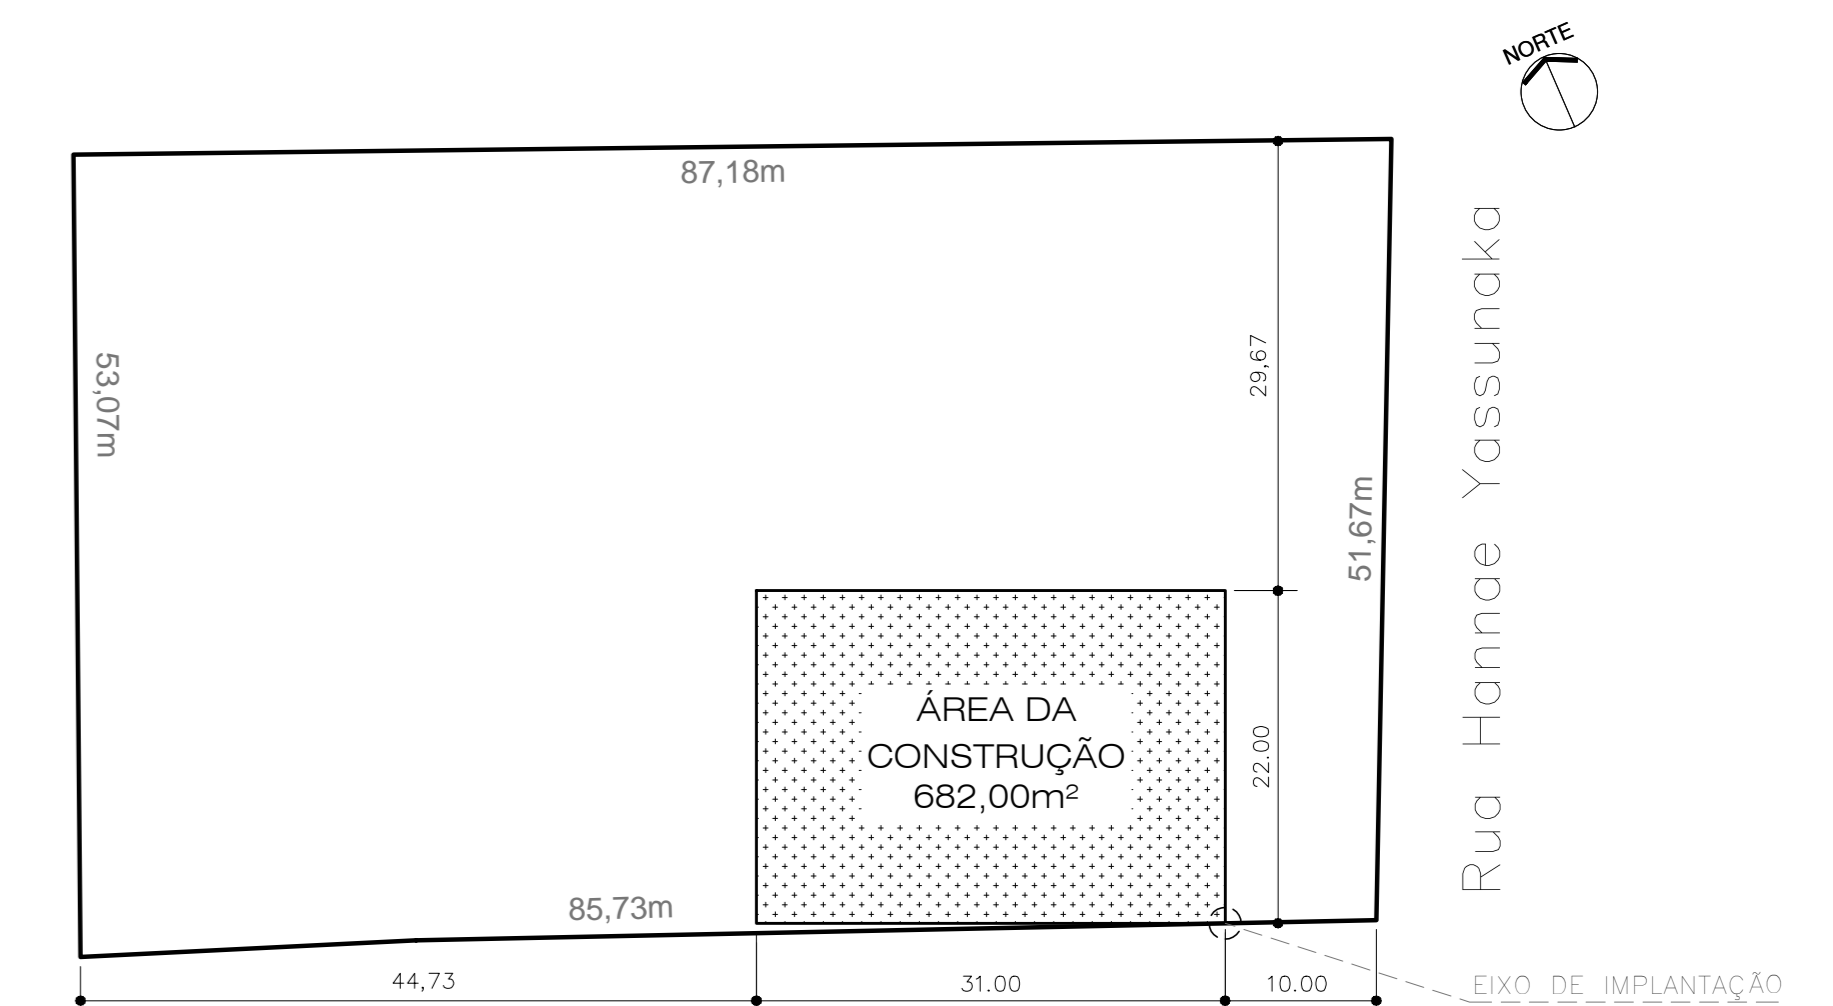 NORTE
87,18m
53,07m
29,67
51,67m
Rua Hannae Yassunaka
ÁREA DA
CONSTRUÇÃO
682,00m²
22.00
85,73m
44,73
31.00
10.00
EIXO DE IMPLANTAÇÃO